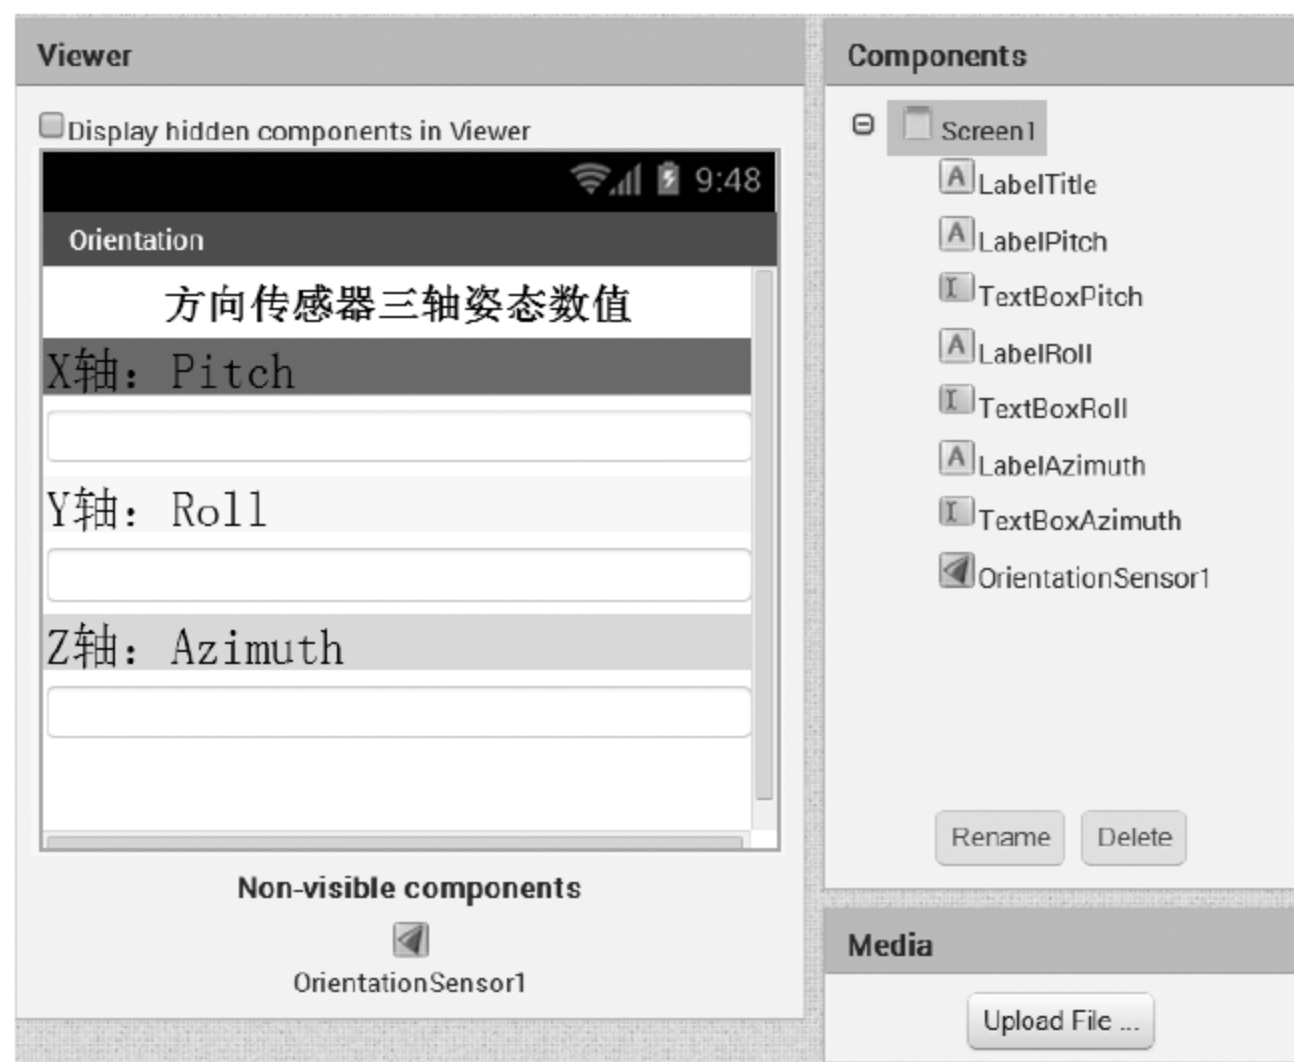 Viewer
Display hidden components in Viewer
9:48
Orientation
方向传感器三轴姿态数值
X轴: Pitch
Y轴: Roll
Z轴: Azimuth
Non-visible components
OrientationSensor1
Components
Screen1
A LabelTitle
A LabelPitch
I TextBoxPitch
A LabelRoll
I TextBoxRoll
A LabelAzimuth
I TextBoxAzimuth
OrientationSensor1
Rename Delete
Media
Upload File ...